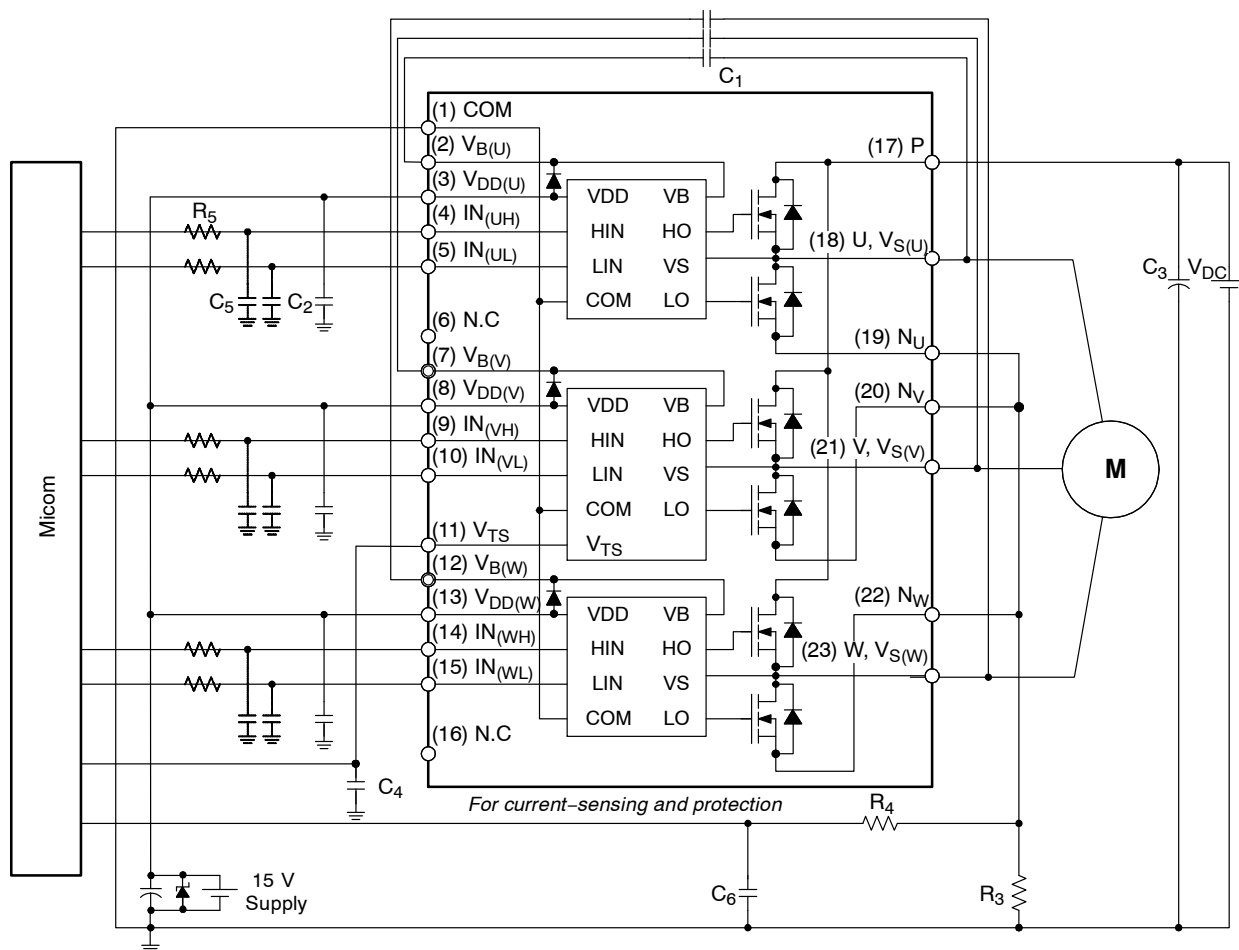 C1
(1) COM
(2) VB(U)
(3) VDD(U)
(4) IN(UH)
(5) IN(UL)
(6) N.C
(7) VB(V)
(8) VDD(V)
(9) IN(VH)
(10) IN(VL)
(11) VTS
(12) VB(W)
(13) VDD(W)
(14) IN(WH)
(15) IN(WL)
(16) N.C
VDD VB
HIN HO
LIN VS
COM LO
VDD VB
HIN HO
LIN VS
COM LO
VTS
VDD VB
HIN HO
LIN VS
COM LO
(17) P
(18) U, VS(U)
(19) NU
(20) NV
(21) V, VS(V)
(22) NW
(23) W, VS(W)
Micom
R5
C5
C2
C3
VDC
M
C4
For current–sensing and protection
R4
15 V
Supply
C6
R3